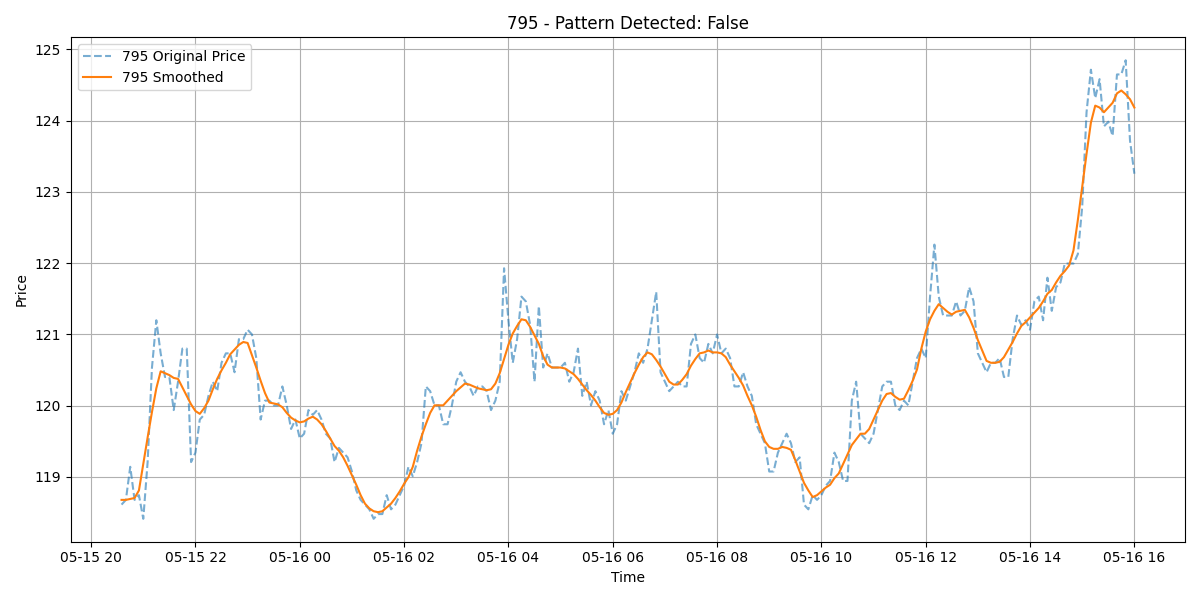 795 - Pattern Detected: False
795 Original Price
795 Smoothed
125
124
123
122
121
120
119
Price
05-15 20 05-15 22 05-16 00 05-16 02 05-16 04 05-16 06 05-16 08 05-16 10 05-16 12 05-16 14 05-16 16
Time